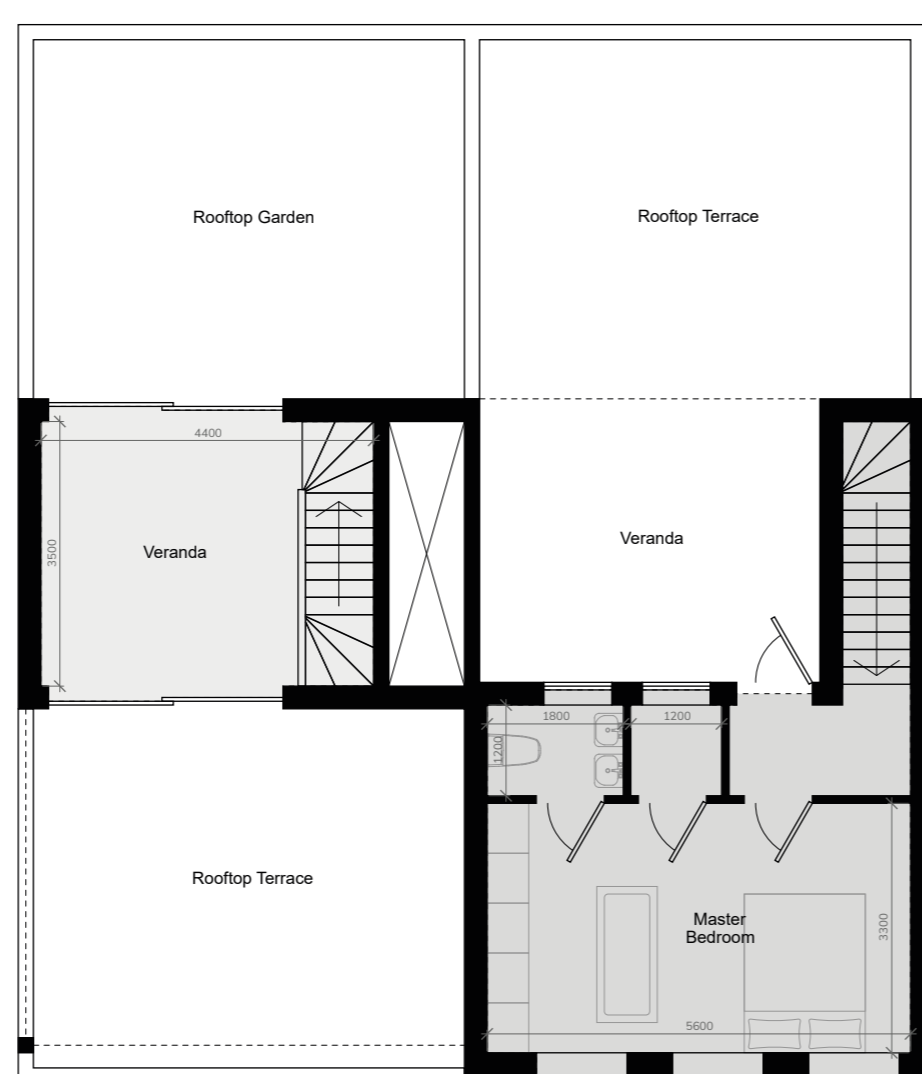 Rooftop Garden
Rooftop Terrace
4400
3500
Veranda
Veranda
1800
1200
1200
Rooftop Terrace
Master
Bedroom
3300
5600